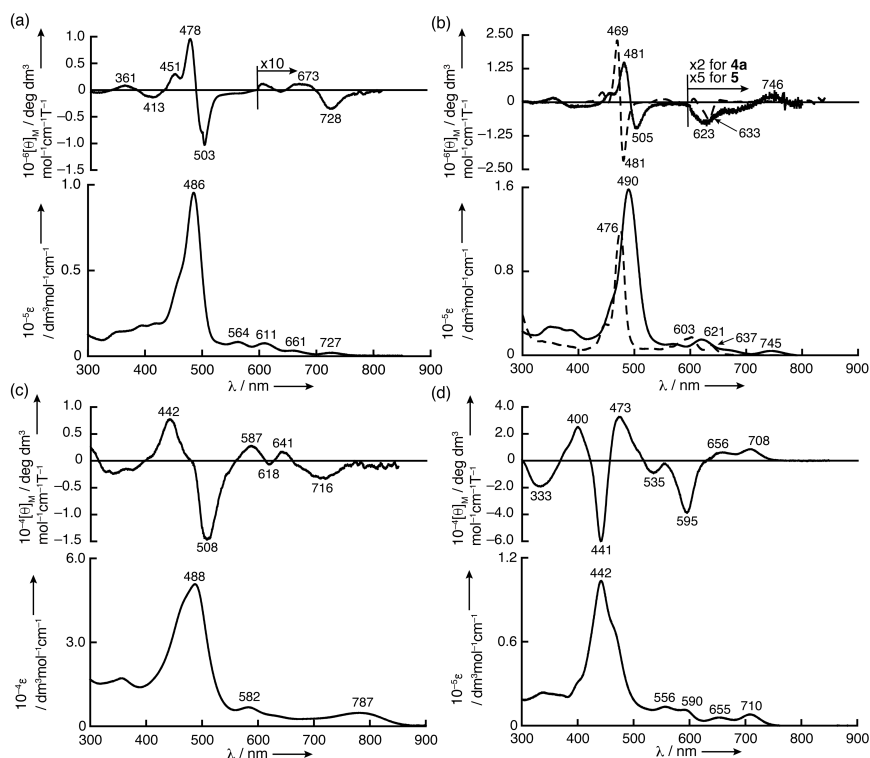 (a)
10⁻⁶[θ]M / deg dm³
mol⁻¹cm⁻¹T⁻¹
1.0
0.5
0
−0.5
−1.0
−1.5
361
413
451
478
503
x10
673
728
10⁻⁵ε
/ dm³mol⁻¹cm⁻¹
1.0
0.5
0
486
564
611
661
727
300 400 500 600 700 800 900
λ / nm
(b)
10⁻⁶[θ]M / deg dm³
mol⁻¹cm⁻¹T⁻¹
2.50
1.25
0
−1.25
−2.50
469
481
505
481
x2 for 4a
x5 for 5
746
623
633
10⁻⁵ε
/ dm³mol⁻¹cm⁻¹
1.6
0.8
0
490
476
603
621
637
745
300 400 500 600 700 800 900
λ / nm
(c)
10⁻⁴[θ]M / deg dm³
mol⁻¹cm⁻¹T⁻¹
1.0
0.5
0
−0.5
−1.0
−1.5
442
508
587
618
641
716
10⁻⁴ε
/ dm³mol⁻¹cm⁻¹
6.0
3.0
0
488
582
787
300 400 500 600 700 800 900
λ / nm
(d)
10⁻⁴[θ]M / deg dm³
mol⁻¹cm⁻¹T⁻¹
4.0
2.0
0
−2.0
−4.0
−6.0
333
400
441
473
535
595
656
708
10⁻⁵ε
/ dm³mol⁻¹cm⁻¹
1.2
0.6
0
442
556
590
655
710
300 400 500 600 700 800 900
λ / nm